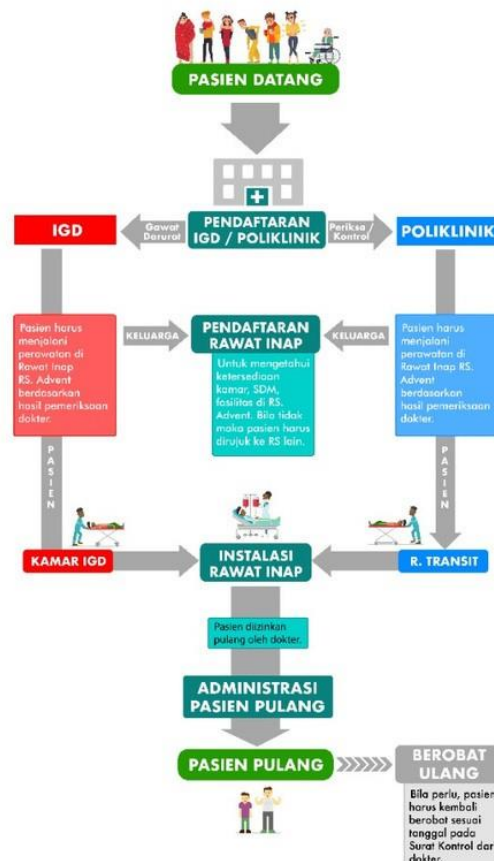 PASIEN DATANG
IGD
Gawat
Darurat
PENDAFTARAN
IGD / POLIKLINIK
Periksa /
Kontrol
POLIKLINIK
Pasien harus
menjalani
perawatan di
Rawat Inap
RS. Advent
berdasarkan
hasil pemeriksaan
dokter.
KELUARGA
PENDAFTARAN
RAWAT INAP
Untuk mengetahui
ketersediaan
kamar, SDM,
fasilitas di RS.
Advent. Bila tidak
maka pasien harus
dirujuk ke RS lain.
KELUARGA
Pasien harus
menjalani
perawatan di
Rawat Inap RS.
Advent
berdasarkan
hasil pemeriksaan
dokter.
PASIEN
PASIEN
KAMAR IGD
INSTALASI
RAWAT INAP
R. TRANSIT
Pasien diizinkan
pulang oleh dokter.
ADMINISTRASI
PASIEN PULANG
PASIEN PULANG
BEROBAT
ULANG
Bila perlu, pasien
harus kembali
berobat sesuai
tanggal pada
Surat Kontrol dar
dokter